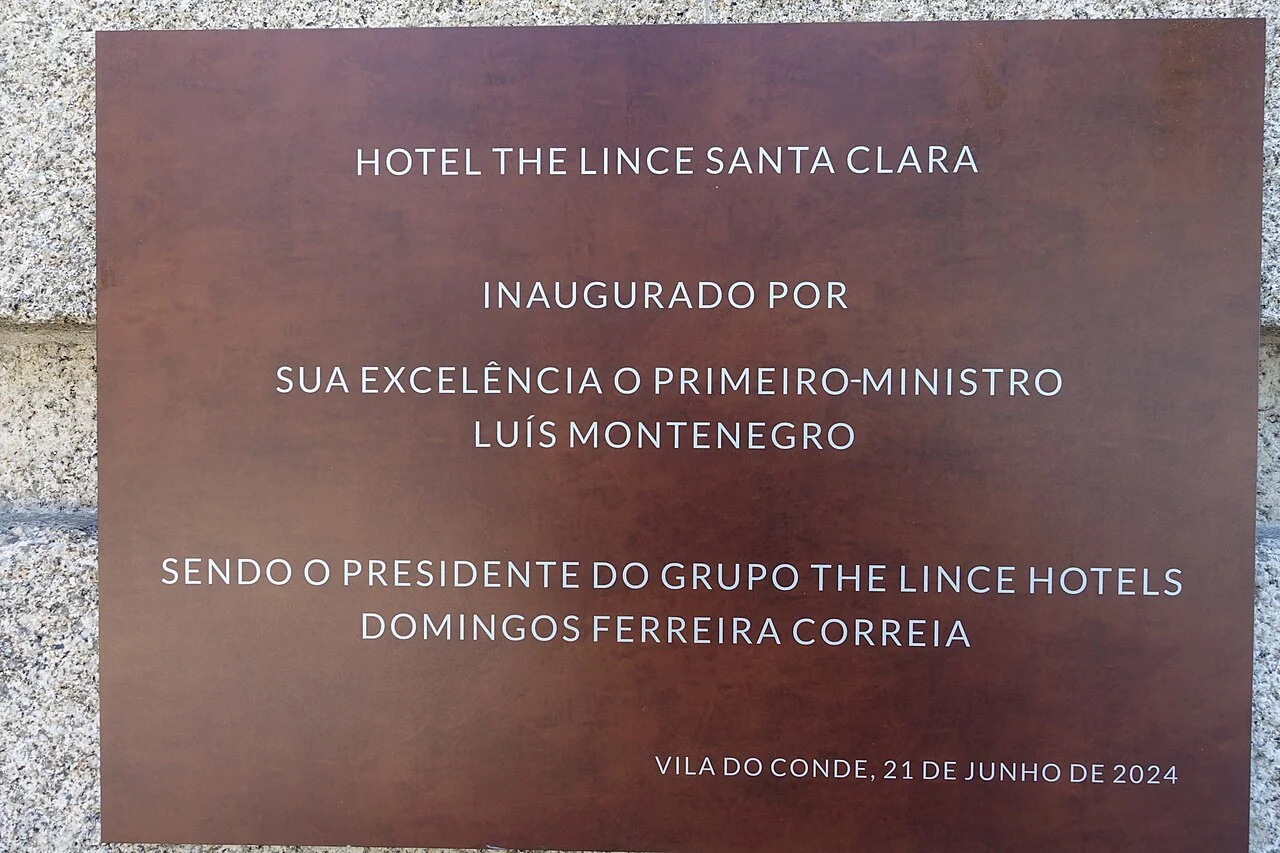 HOTEL THE LINCE SANTA CLARA
INAUGURADO POR
SUA EXCELÊNCIA O PRIMEIRO-MINISTRO
LUÍS MONTENEGRO
SENDO O PRESIDENTE DO GRUPO THE LINCE HOTELS
DOMINGOS FERREIRA CORREIA
VILA DO CONDE, 21 DE JUNHO DE 2024